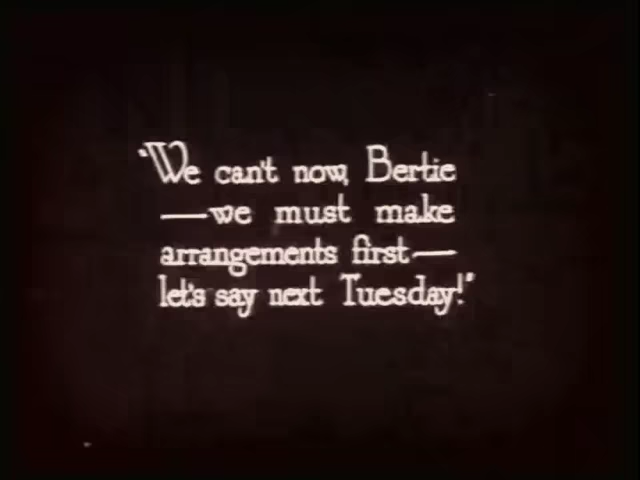 "We can't now, Bertie
—we must make
arrangements first—
let's say next Tuesday!"